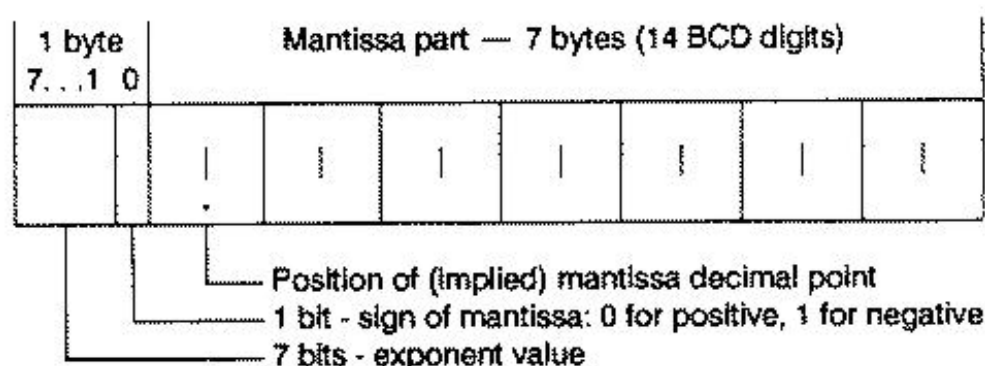 1 byte
Mantissa part — 7 bytes (14 BCD digits)
7. . .1 0
Position of (implied) mantissa decimal point
1 bit - sign of mantissa: 0 for positive, 1 for negative
7 bits - exponent value